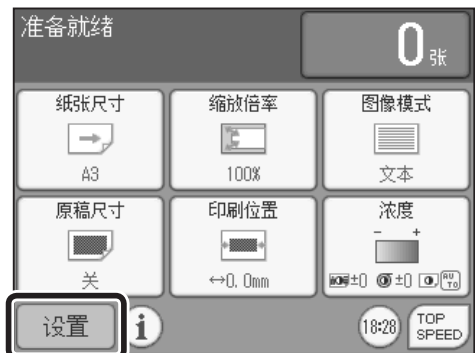 准备就绪
0张
纸张尺寸
A3
缩放倍率
100%
图像模式
文本
原稿尺寸
关
印刷位置
↔0.0mm
浓度
- +
±0 ±0 AUTO
设置
i
18:28
TOP SPEED